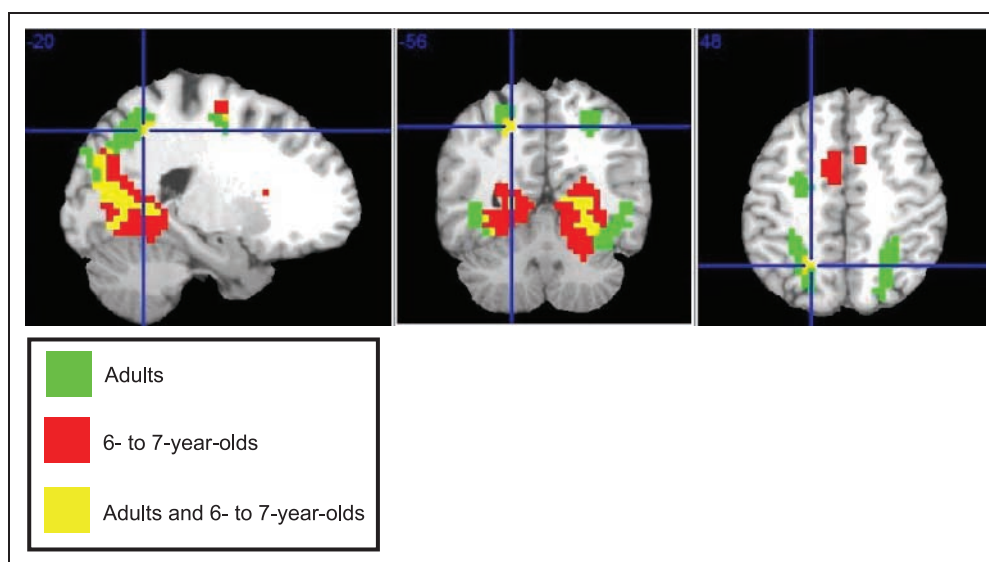 -20
-56
48
Adults
6- to 7-year-olds
Adults and 6- to 7-year-olds